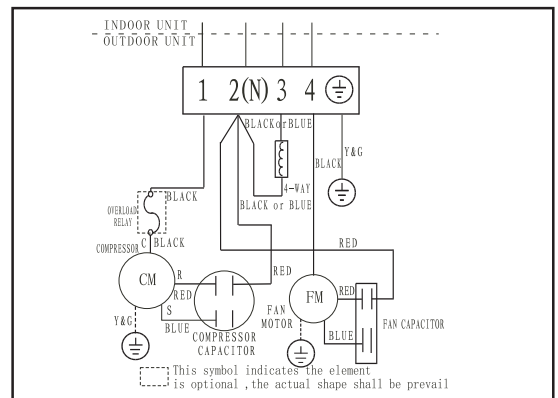 INDOOR UNIT
OUTDOOR UNIT
1 2(N) 3 4
BLACK or BLUE
Y&G
BLACK
4-WAY
BLACK
BLACK or BLUE
OVERLOAD
RELAY
C BLACK
COMPRESSOR
RED
CM
R
RED
RED
RED
FM
S
BLUE
FAN
MOTOR
Y&G
BLUE
FAN CAPACITOR
COMPRESSOR
CAPACITOR
This symbol indicates the element
is optional ,the actual shape shall be prevail